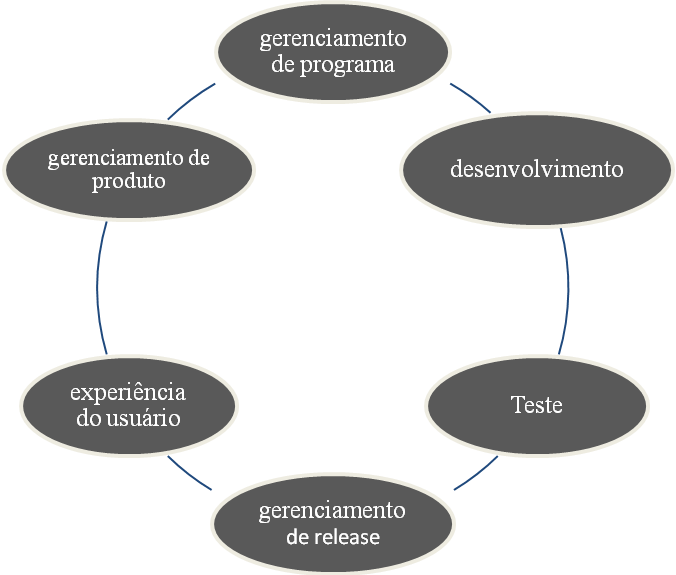 gerenciamento
de programa
desenvolvimento
Teste
gerenciamento
de release
experiência
do usuário
gerenciamento de
produto